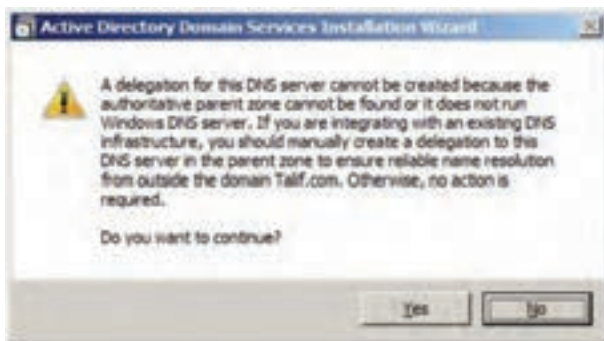 Active Directory Domain Services Installation Wizard
A delegation for this DNS server cannot be created because the
authoritative parent zone cannot be found or it does not run
Windows DNS server. If you are integrating with an existing DNS
infrastructure, you should manually create a delegation to this
DNS server in the parent zone to ensure reliable name resolution
from outside the domain Talif.com. Otherwise, no action is
required.
Do you want to continue?
Yes No